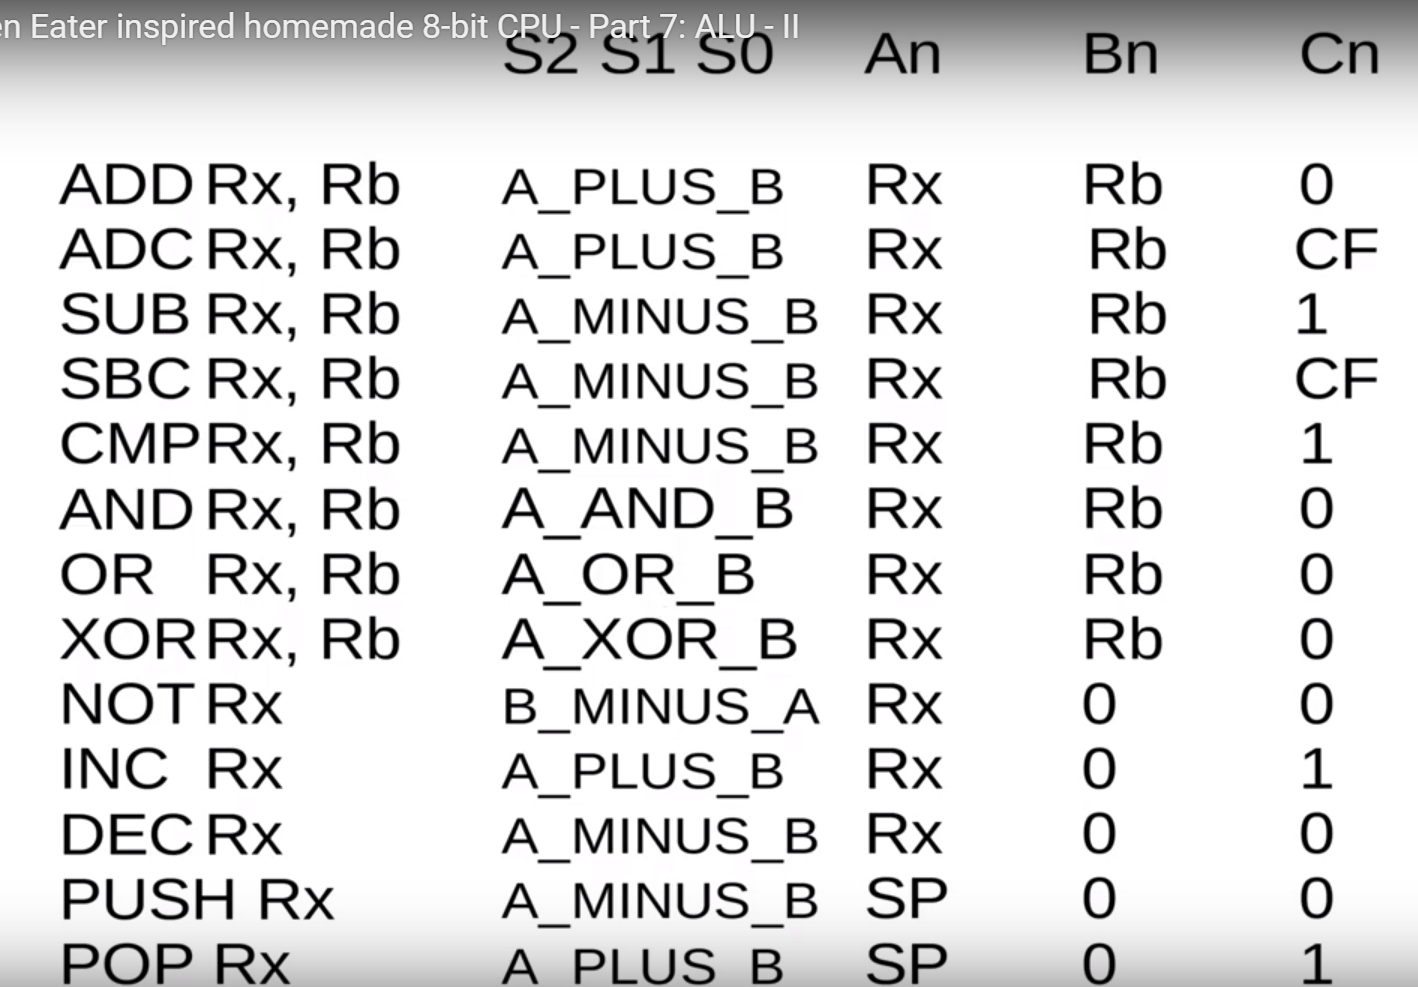 en Eater inspired homemade 8-bit CPU - Part 7: ALU - II
S2 S1 S0 An Bn Cn
ADD Rx, Rb A_PLUS_B Rx Rb 0
ADC Rx, Rb A_PLUS_B Rx Rb CF
SUB Rx, Rb A_MINUS_B Rx Rb 1
SBC Rx, Rb A_MINUS_B Rx Rb CF
CMP Rx, Rb A_MINUS_B Rx Rb 1
AND Rx, Rb A_AND_B Rx Rb 0
OR Rx, Rb A_OR_B Rx Rb 0
XOR Rx, Rb A_XOR_B Rx Rb 0
NOT Rx B_MINUS_A Rx 0 0
INC Rx A_PLUS_B Rx 0 1
DEC Rx A_MINUS_B Rx 0 0
PUSH Rx A_MINUS_B SP 0 0
POP Rx A_PLUS_B SP 0 1